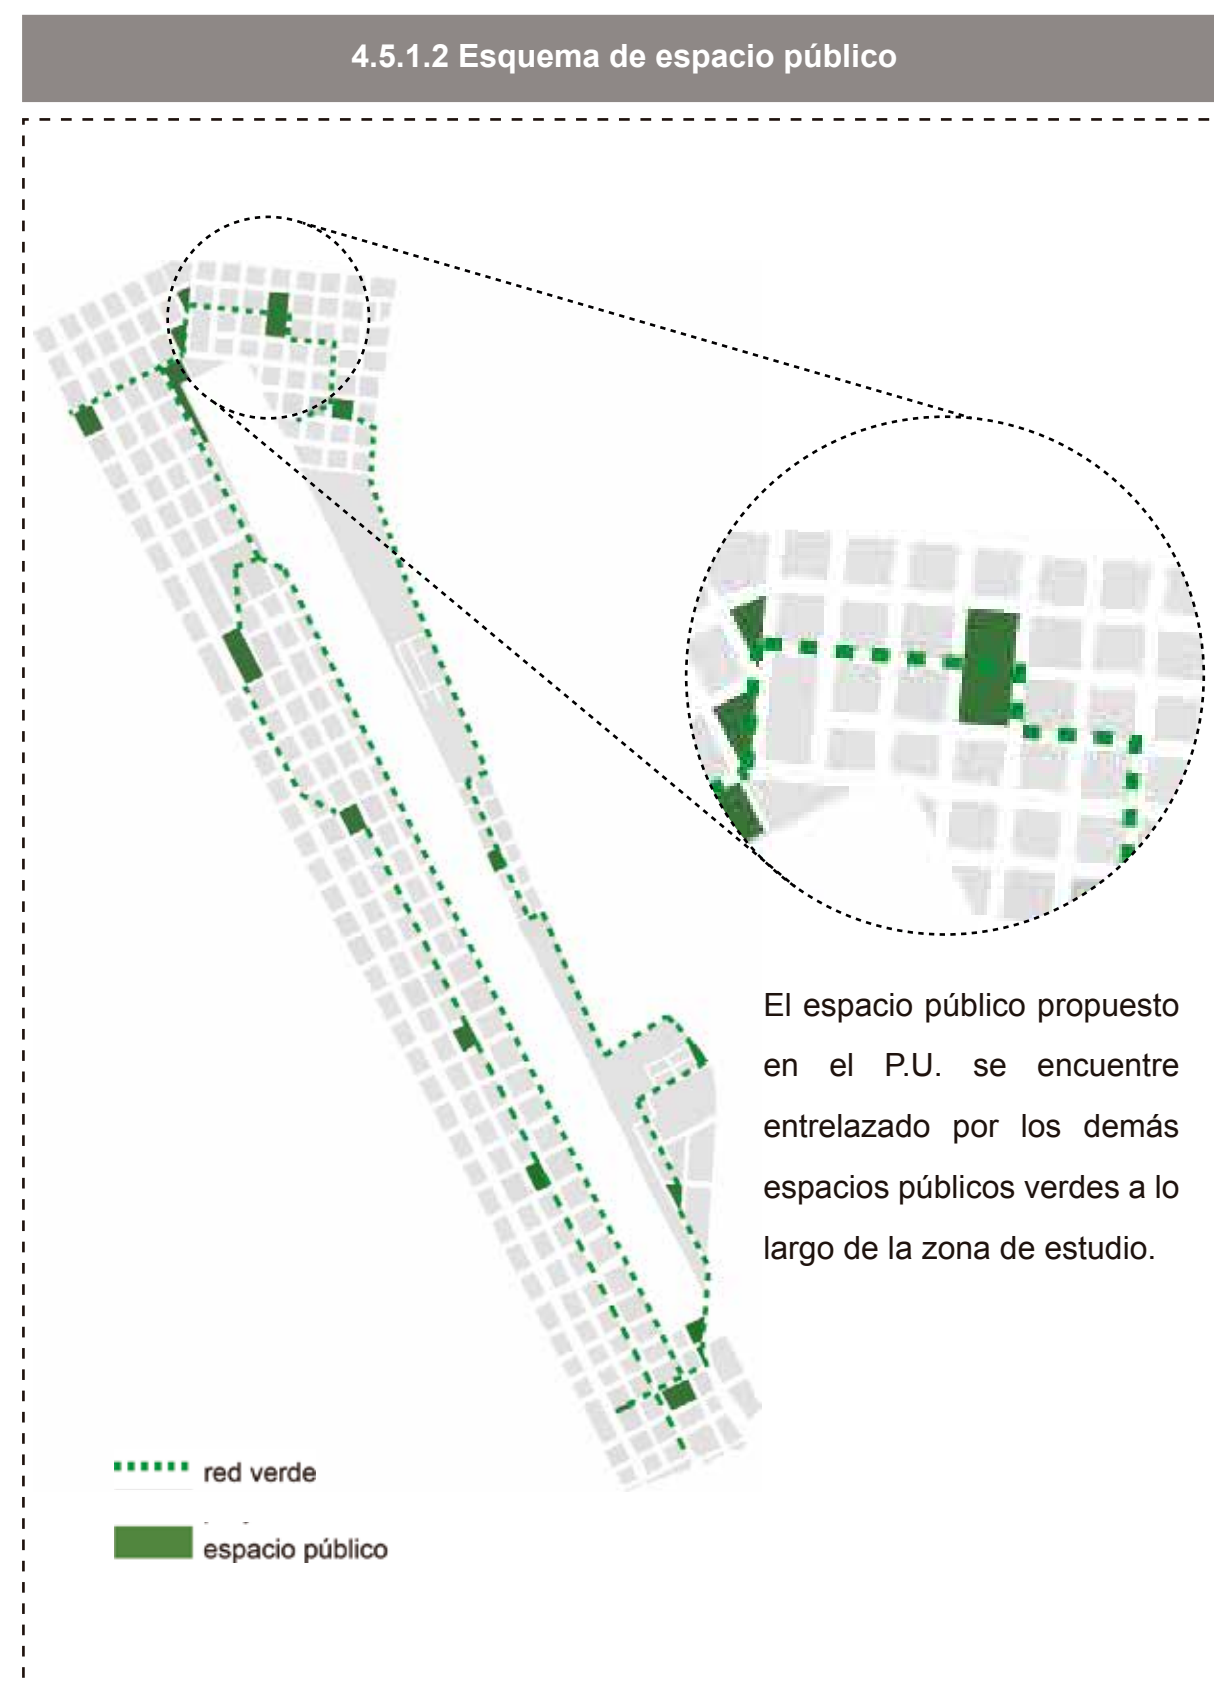 4.5.1.2 Esquema de espacio público
El espacio público propuesto
en el P.U. se encuentre
entrelazado por los demás
espacios públicos verdes a lo
largo de la zona de estudio.
red verde
espacio público